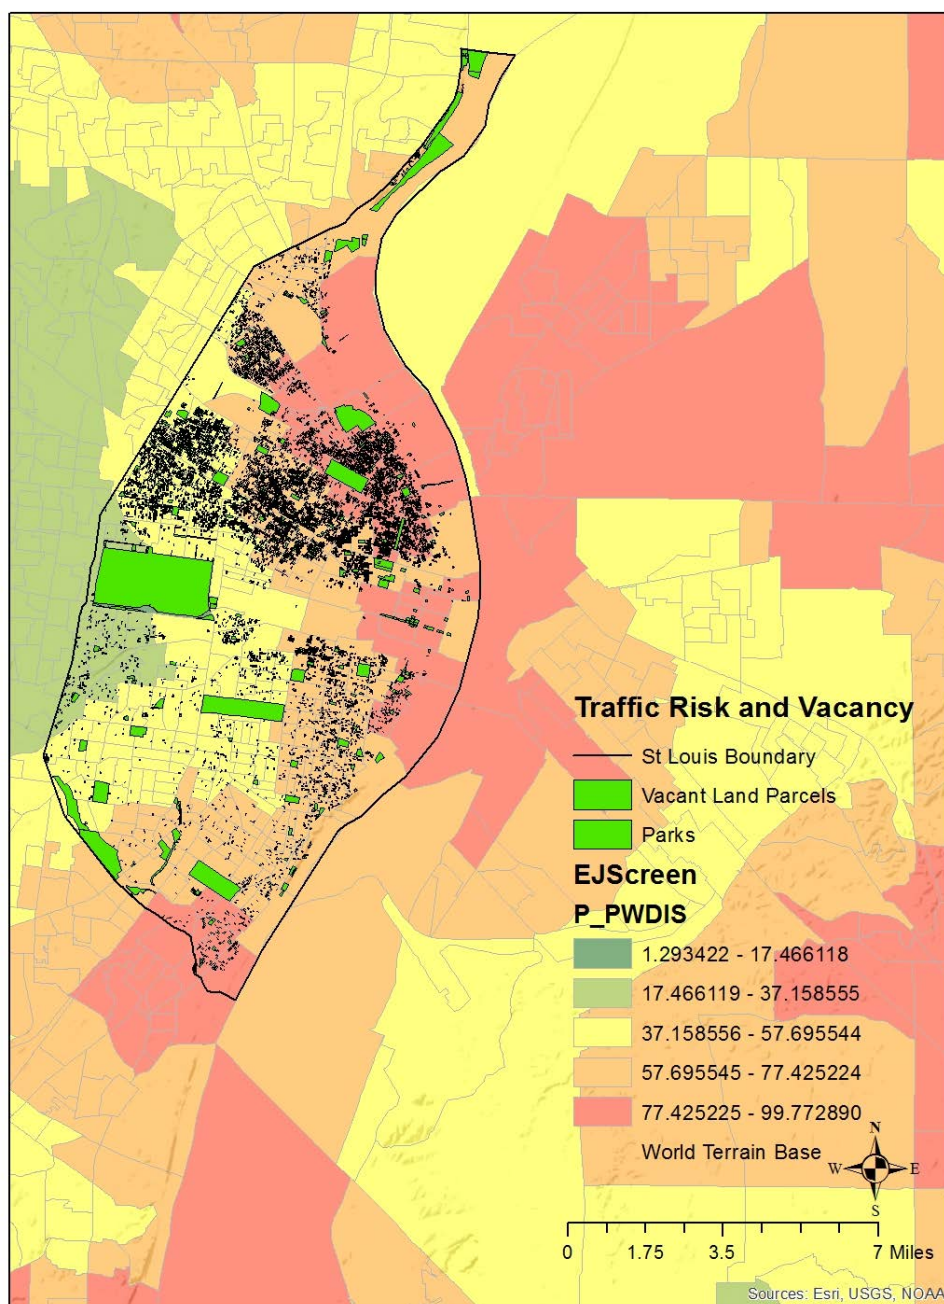 Traffic Risk and Vacancy
St Louis Boundary
Vacant Land Parcels
Parks
EJScreen
P_PWDIS
1.293422 - 17.466118
17.466119 - 37.158555
37.158556 - 57.695544
57.695545 - 77.425224
77.425225 - 99.772890
World Terrain Base
N
W E
S
0 1.75 3.5 7 Miles
Sources: Esri, USGS, NOAA